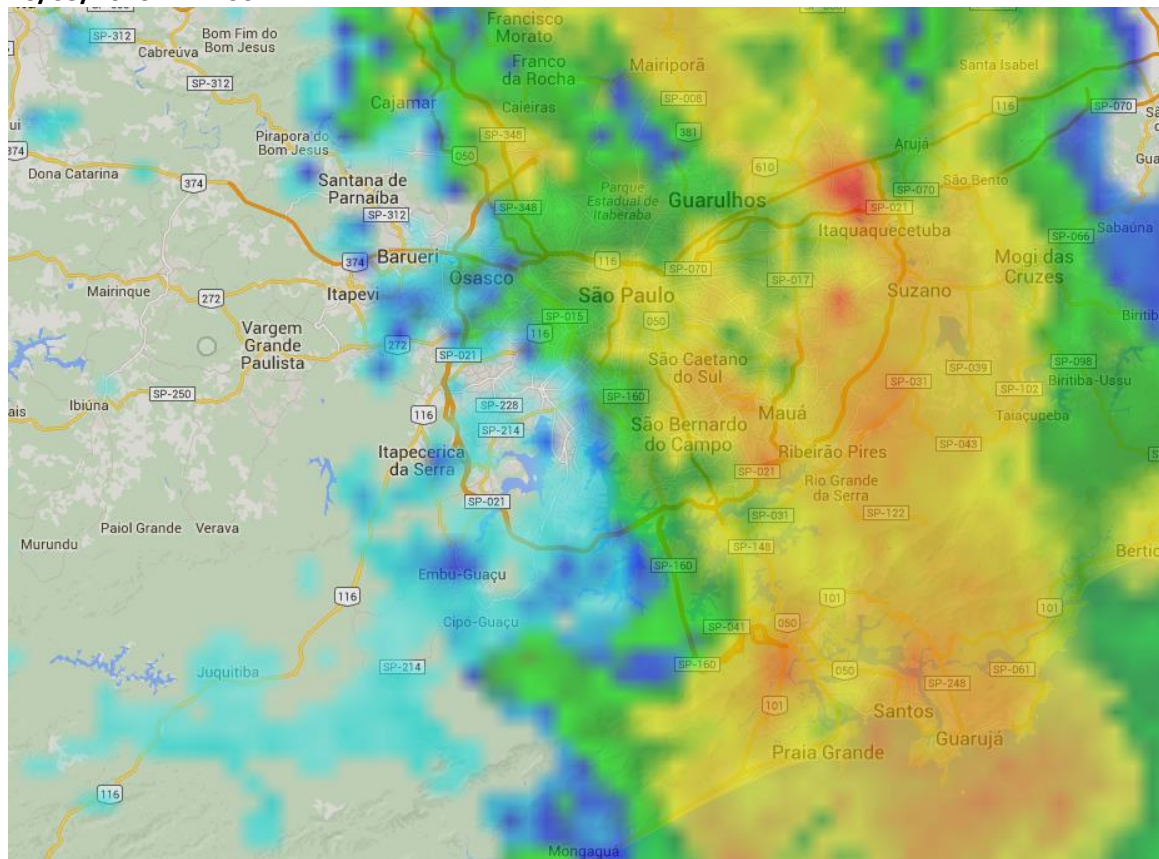 Francisco
Morato
SP-312
Bom Fim do
Bom Jesus
Cabreúva
Franco
da Rocha
Mairiporã
Santa Isabel
SP-312
Cajamar
Caieiras
SP-008
116
SP-070
ui
Pirapora do
Bom Jesus
SP-348
381
374
050
Arujá
Dona Catarina
374
610
Gua
Santana de
Parnaíba
Parque
Estadual de
Itaberaba
SP-070
São Bento
SP-312
SP-348
Guarulhos
SP-021
Itaquaquecetuba
SP-066
Sabaúna
374
Barueri
116
SP-070
Mogi das
Cruzes
Osasco
SP-017
Mairinque
272
Itapevi
São Paulo
Suzano
SP-015
050
Vargem
Grande
Paulista
272
116
SP-021
São Caetano
do Sul
SP-039
SP-098
SP-250
SP-031
Biritiba-Ussu
Ibiúna
ais
116
SP-228
SP-160
SP-102
Mauá
Taiaçupeba
SP-214
São Bernardo
do Campo
SP-043
Itapecerica
da Serra
Ribeirão Pires
SP-021
Rio Grande
da Serra
SP-021
SP-122
SP-031
Paiol Grande
Verava
Murundu
SP-148
Bertio
SP-160
Embu-Guaçu
116
101
101
Cipó-Guaçu
050
SP-041
SP-160
SP-214
Juquitiba
050
SP-061
SP-248
101
Santos
Guarujá
Praia Grande
116
Mongaguá